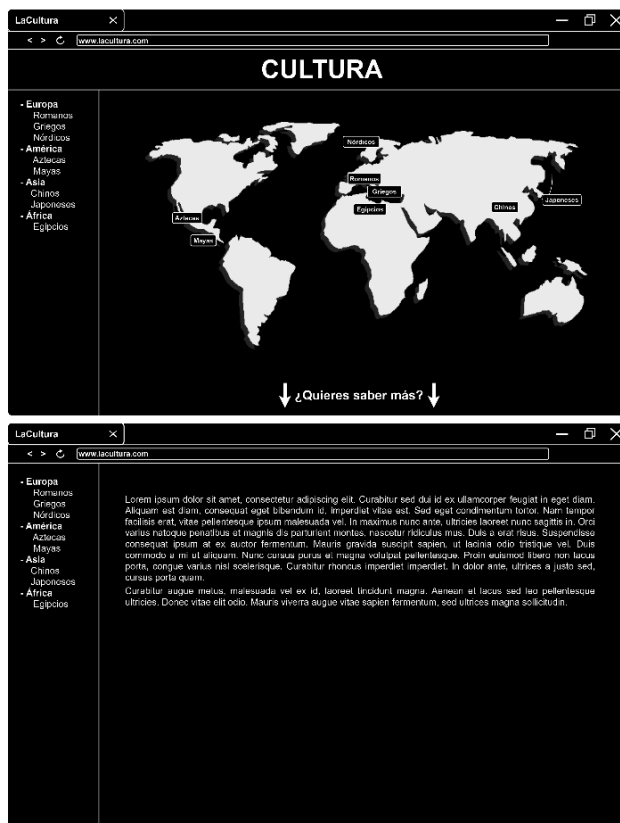 LaCultura
www.lacultura.com
CULTURA
- Europa
Romanos
Griegos
Nórdicos
- América
Aztecas
Mayas
- Asia
Chinos
Japoneses
- África
Egipcios
Nórdicos
Romanos
Griegos
Egipcios
Chinos
Japoneses
Aztecas
Mayas
¿Quieres saber más?
LaCultura
www.lacultura.com
- Europa
Romanos
Griegos
Nórdicos
- América
Aztecas
Mayas
- Asia
Chinos
Japoneses
- África
Egipcios
Lorem ipsum dolor sit amet, consectetur adipiscing elit. Curabitur sed dui id ex ullamcorper feugiat in eget diam.
Aliquam est diam, consequat eget bibendum id, imperdiet vitae est. Sed eget condimentum tortor. Nam tempor
facilisis erat, vitae pellentesque ipsum malesuada vel. In maximus nunc ante, ultricies laoreet nunc sagittis in. Orci
varius natoque penatibus et magnis dis parturient montes, nascetur ridiculus mus. Duis a erat risus. Suspendisse
consequat ipsum at ex auctor fermentum. Mauris gravida suscipit sapien, ut lacinia odio tristique vel. Duis
commodo a mi ut aliquam. Nunc cursus purus et magna volutpat pellentesque. Proin euismod libero non lacus
porta, congue varius nisl scelerisque. Curabitur rhoncus imperdiet imperdiet. In dolor ante, ultrices a justo sed,
cursus porta quam.
Curabitur augue metus, malesuada vel ex id, laoreet tincidunt magna. Aenean et lacus sed leo pellentesque
ultricies. Donec vitae elit odio. Mauris viverra augue vitae sapien fermentum, sed ultrices magna sollicitudin.